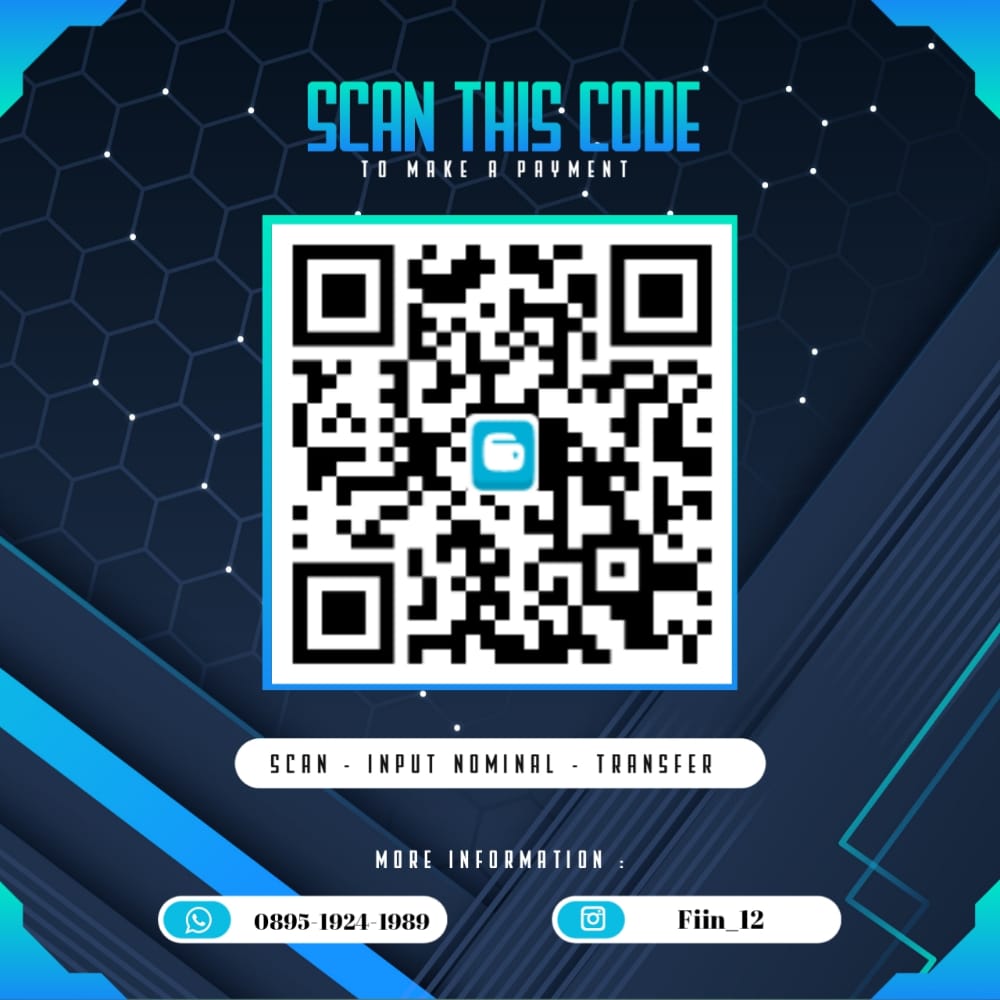 SCAN THIS CODE
TO MAKE A PAYMENT
SCAN - INPUT NOMINAL - TRANSFER
MORE INFORMATION :
0895-1924-1989
Fiin_12